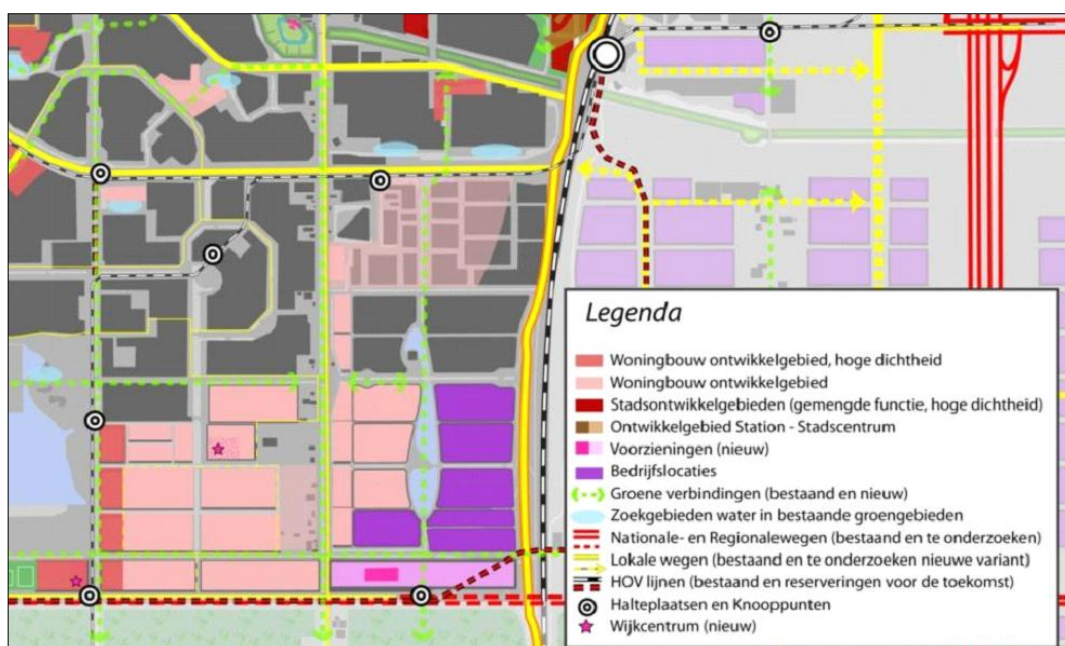 Legenda
Woningbouw ontwikkelgebied, hoge dichtheid
Woningbouw ontwikkelgebied
Stadsontwikkelgebieden (gemengde functie, hoge dichtheid)
Ontwikkelgebied Station - Stadscentrum
Voorzieningen (nieuw)
Bedrijfslocaties
Groene verbindingen (bestaand en nieuw)
Zoekgebieden water in bestaande groengebieden
Nationale- en Regionalewegen (bestaand en te onderzoeken)
Lokale wegen (bestaand en te onderzoeken nieuwe variant)
HOV lijnen (bestaand en reserveringen voor de toekomst)
Halteplaatsen en Knooppunten
Wijkcentrum (nieuw)